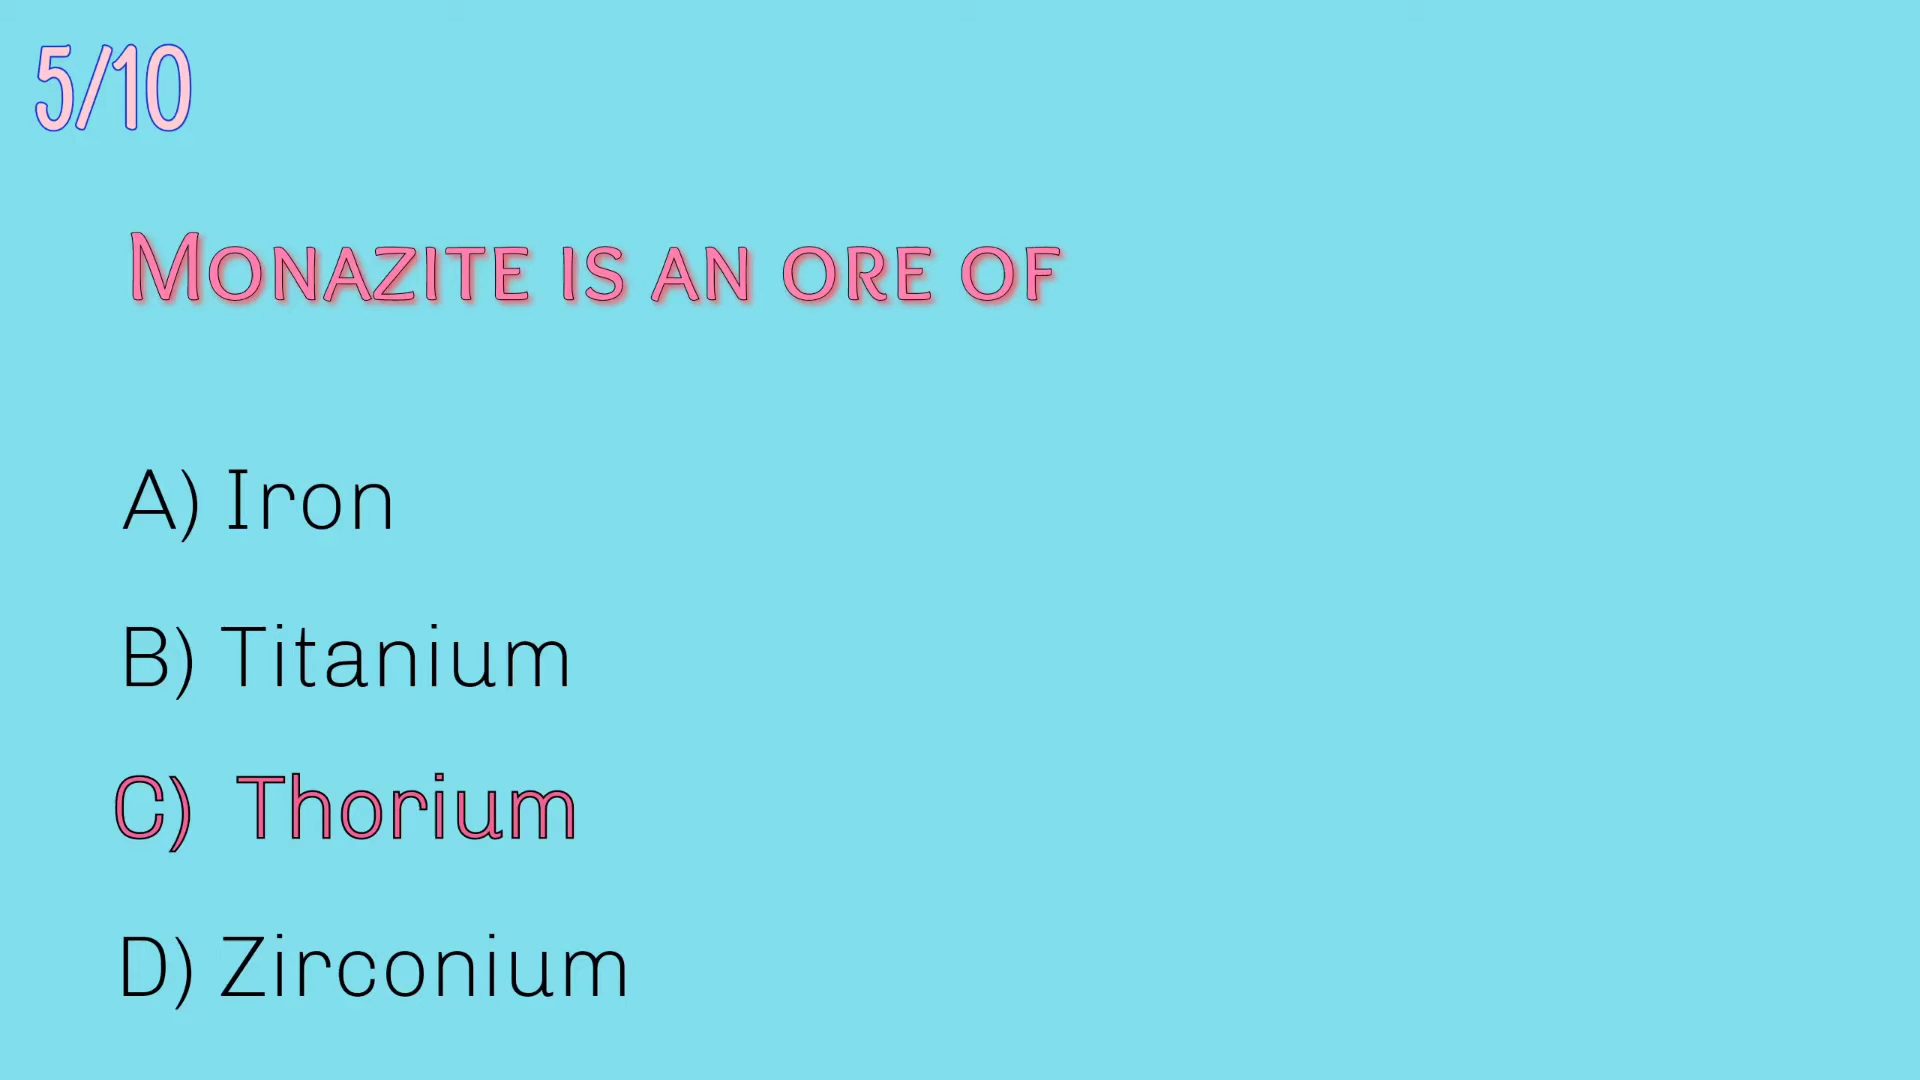 5/10
Monazite is an ore of
A) Iron
B) Titanium
C) Thorium
D) Zirconium